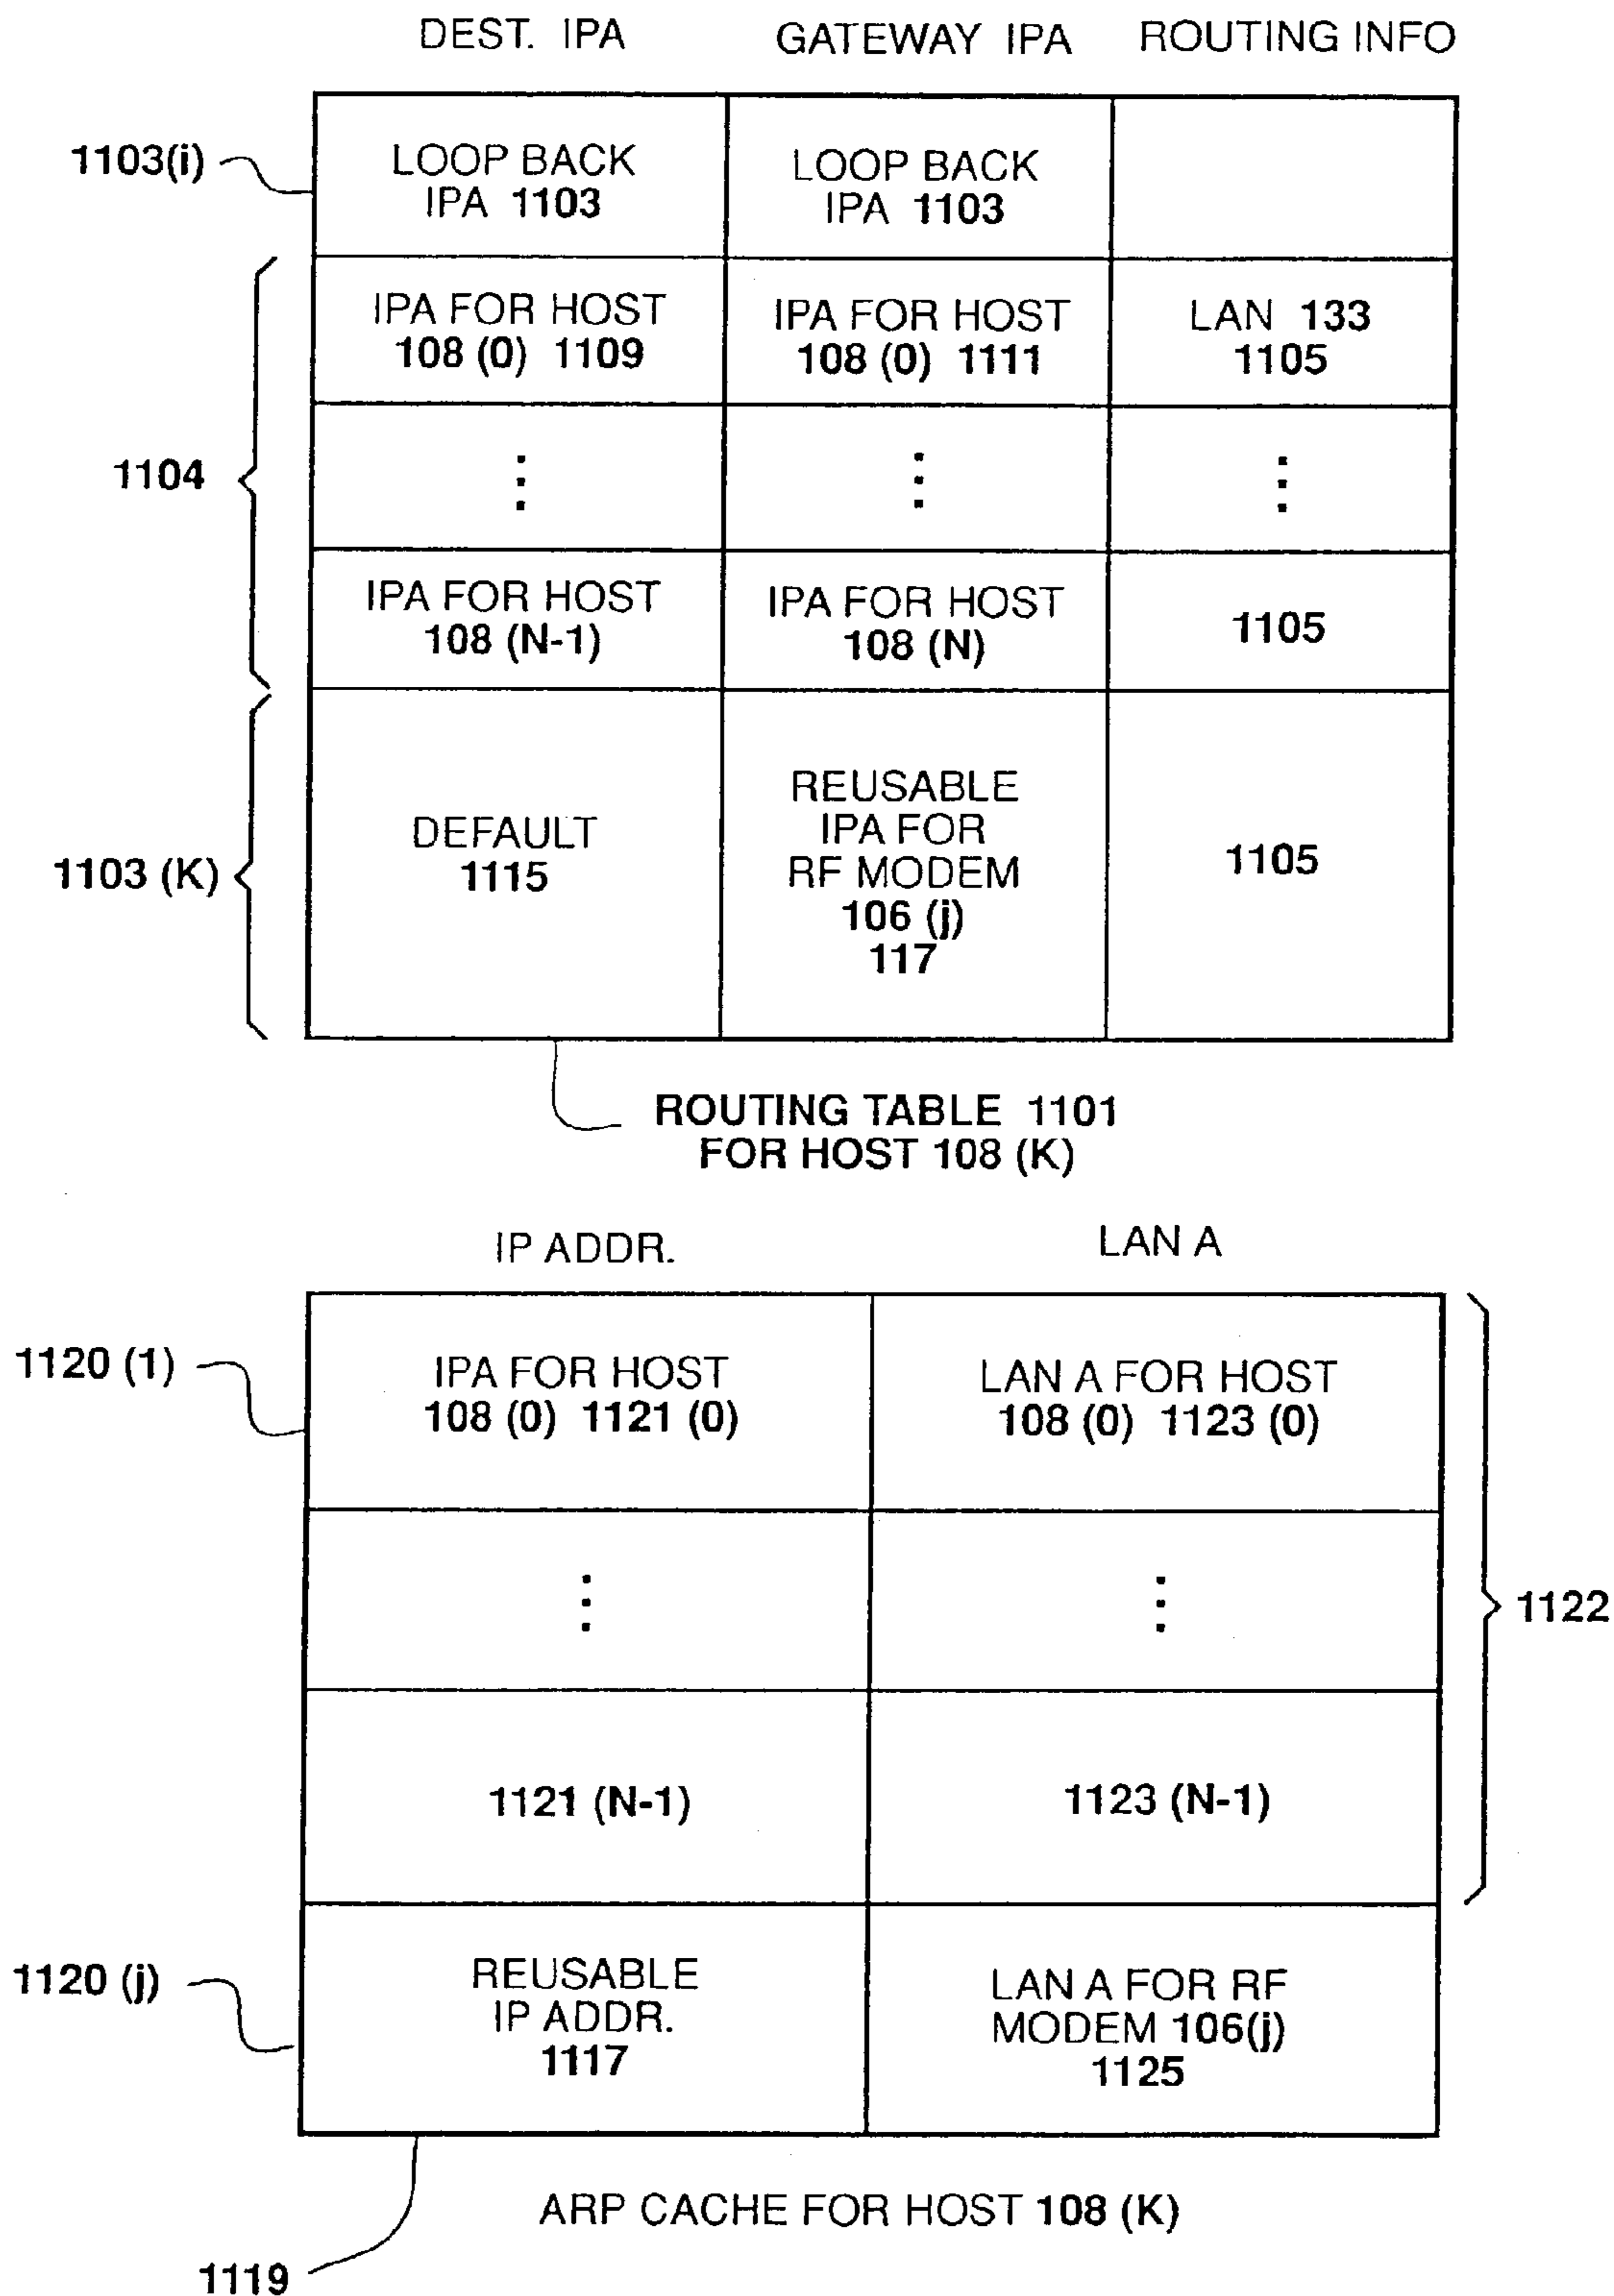 DEST. IPA GATEWAY IPA ROUTING INFO
1103(i)
LOOP BACK
IPA 1103
LOOP BACK
IPA 1103
1104
IPA FOR HOST
108 (0) 1109
IPA FOR HOST
108 (0) 1111
LAN 133
1105
⋮ ⋮ ⋮
IPA FOR HOST
108 (N-1)
IPA FOR HOST
108 (N)
1105
1103 (K)
DEFAULT
1115
REUSABLE
IPA FOR
RF MODEM
106 (j)
117
1105
ROUTING TABLE 1101
FOR HOST 108 (K)
IP ADDR. LAN A
1120 (1)
IPA FOR HOST
108 (0) 1121 (0)
LAN A FOR HOST
108 (0) 1123 (0)
⋮ ⋮
1122
1121 (N-1)
1123 (N-1)
1120 (j)
REUSABLE
IP ADDR.
1117
LAN A FOR RF
MODEM 106(j)
1125
ARP CACHE FOR HOST 108 (K)
1119